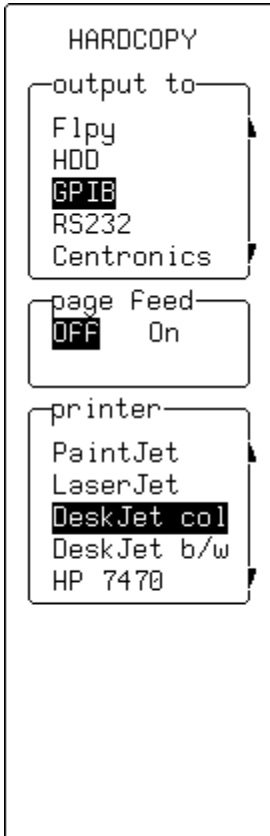 HARDCOPY
output to
Flpy
HDD
GPIB
RS232
Centronics
page Feed
OFF On
printer
PaintJet
LaserJet
DeskJet col
DeskJet b/w
HP 7470